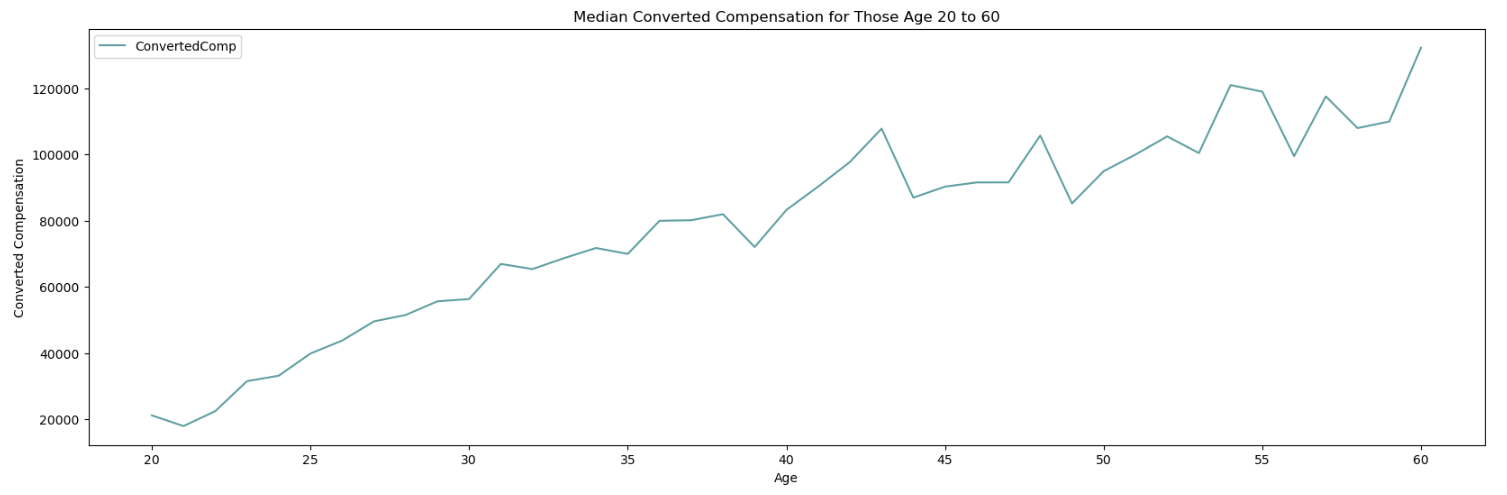 Median Converted Compensation for Those Age 20 to 60
ConvertedComp
Converted Compensation
120000
100000
80000
60000
40000
20000
20 25 30 35 40 45 50 55 60
Age